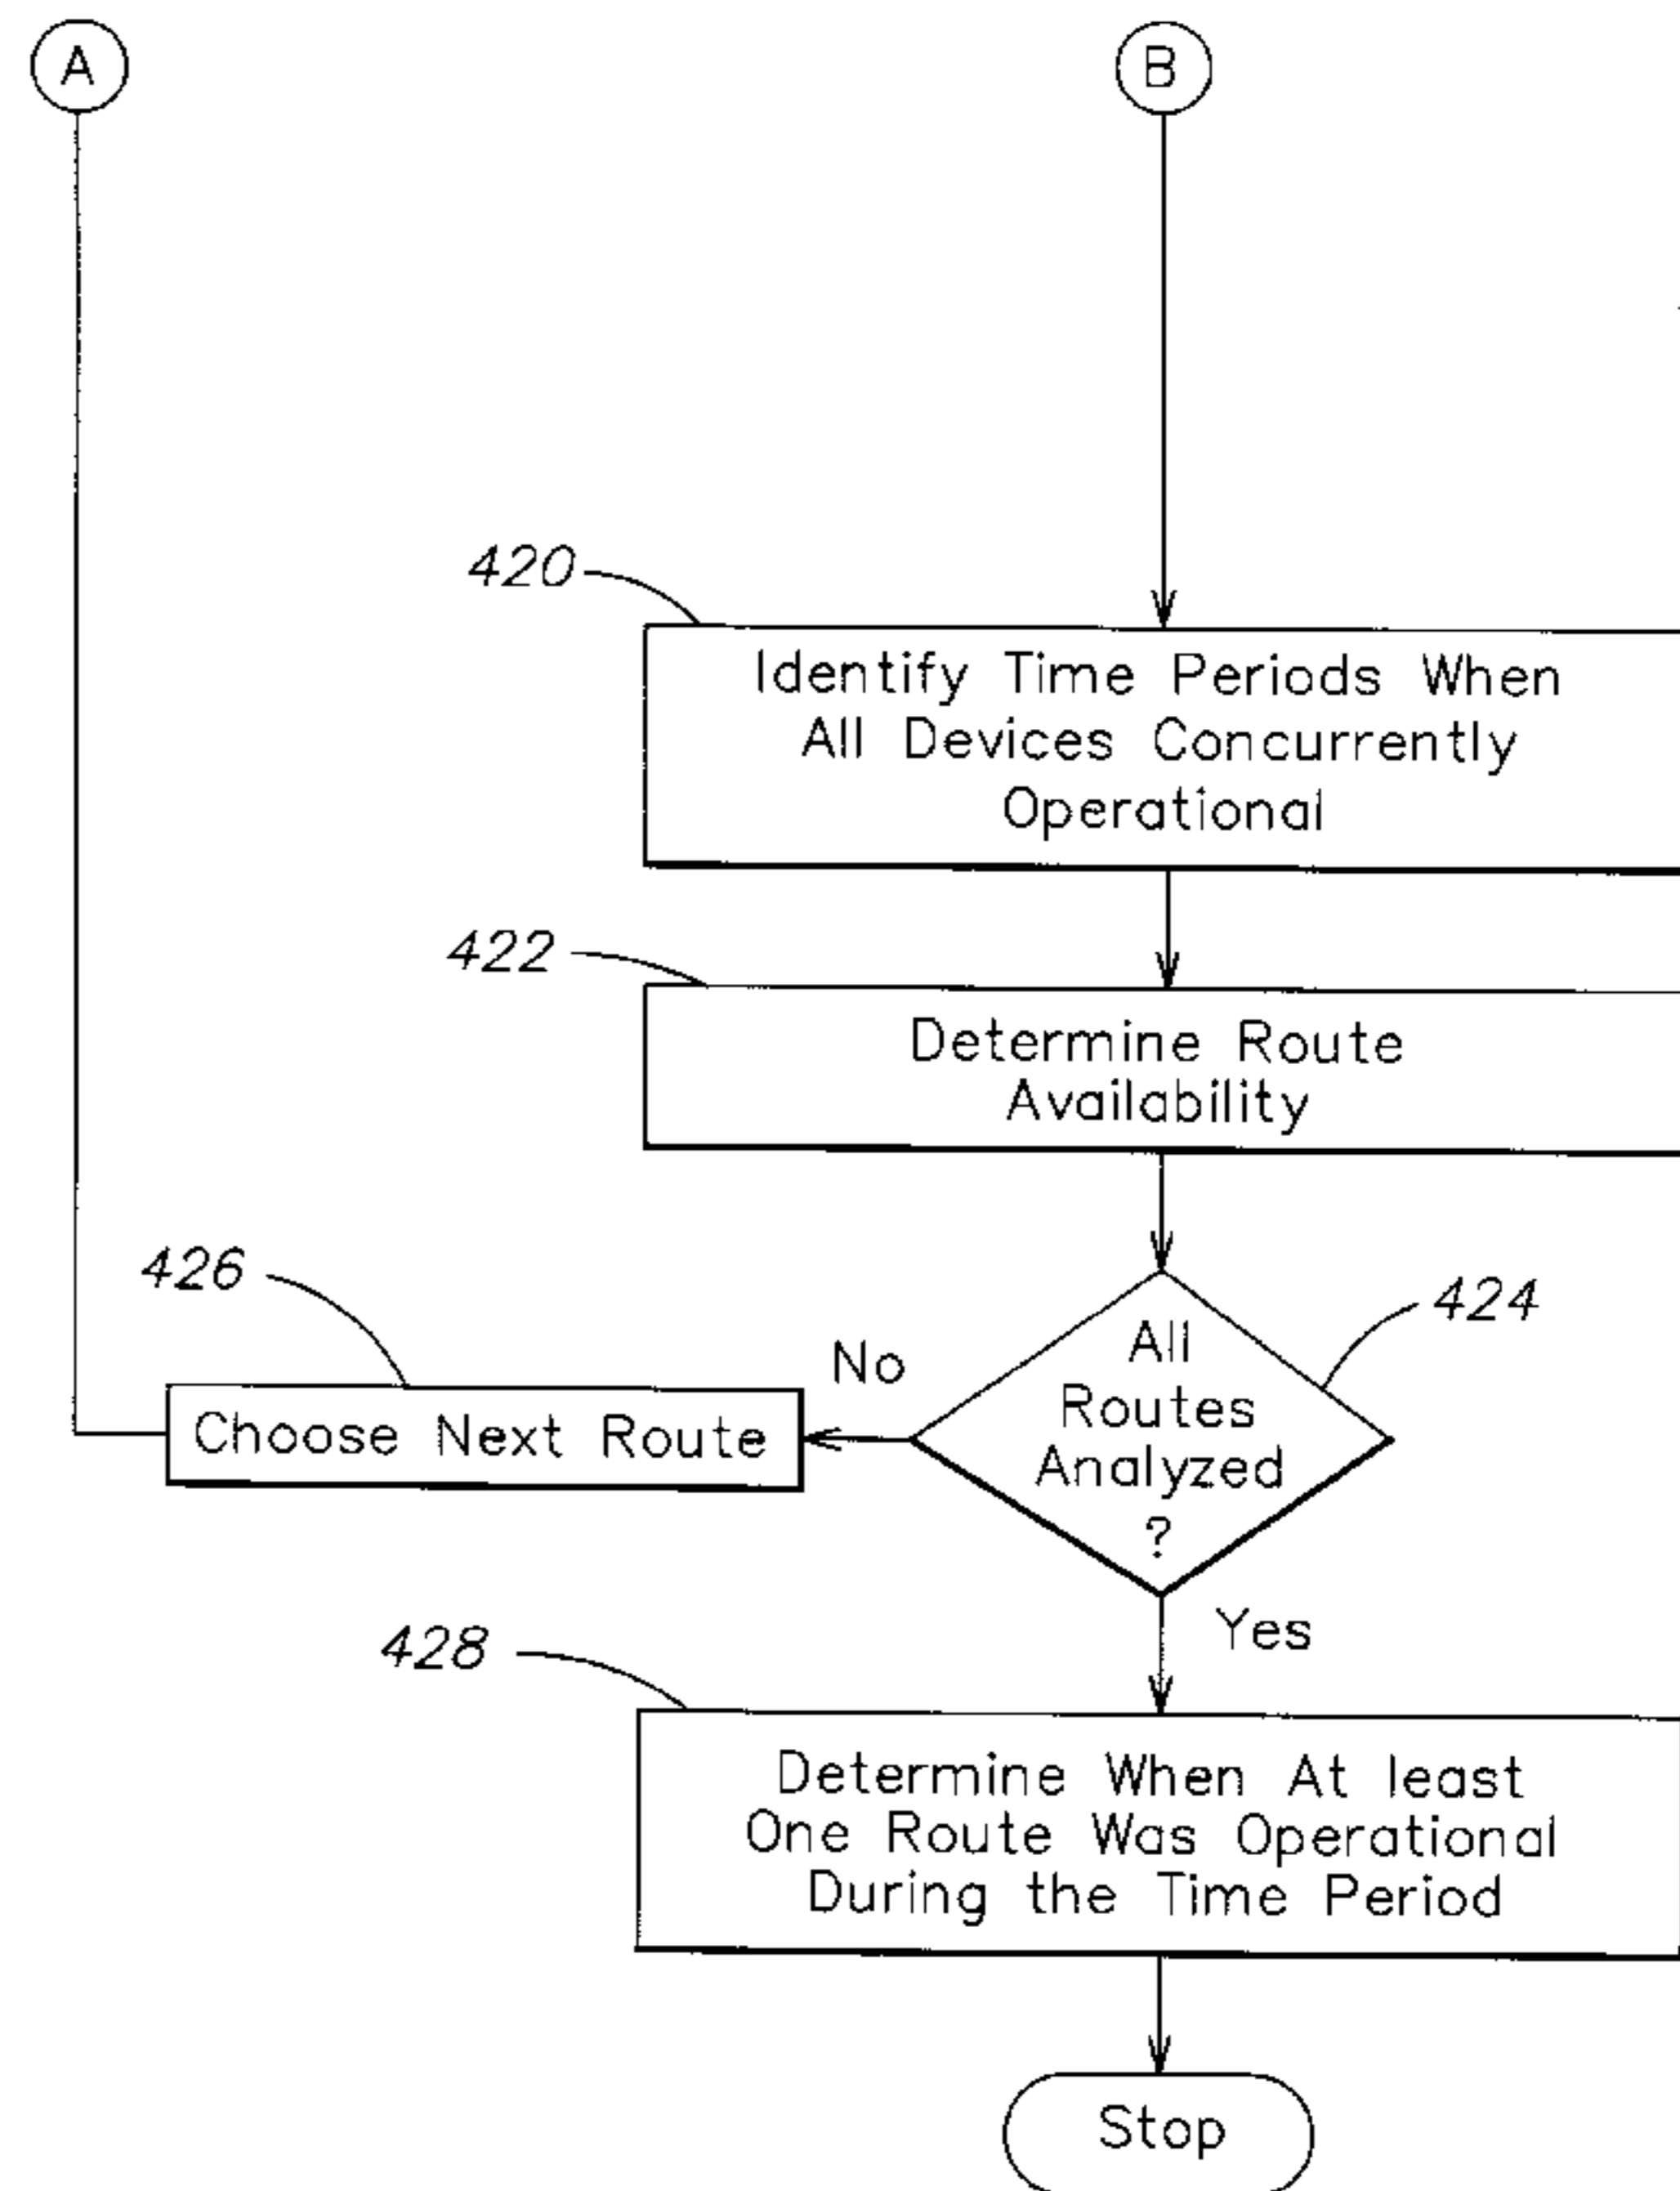 A
B
420
Identify Time Periods When
All Devices Concurrently
Operational
422
Determine Route
Availability
426
424
No
All
Routes
Analyzed
?
Choose Next Route
Yes
428
Determine When At least
One Route Was Operational
During the Time Period
Stop